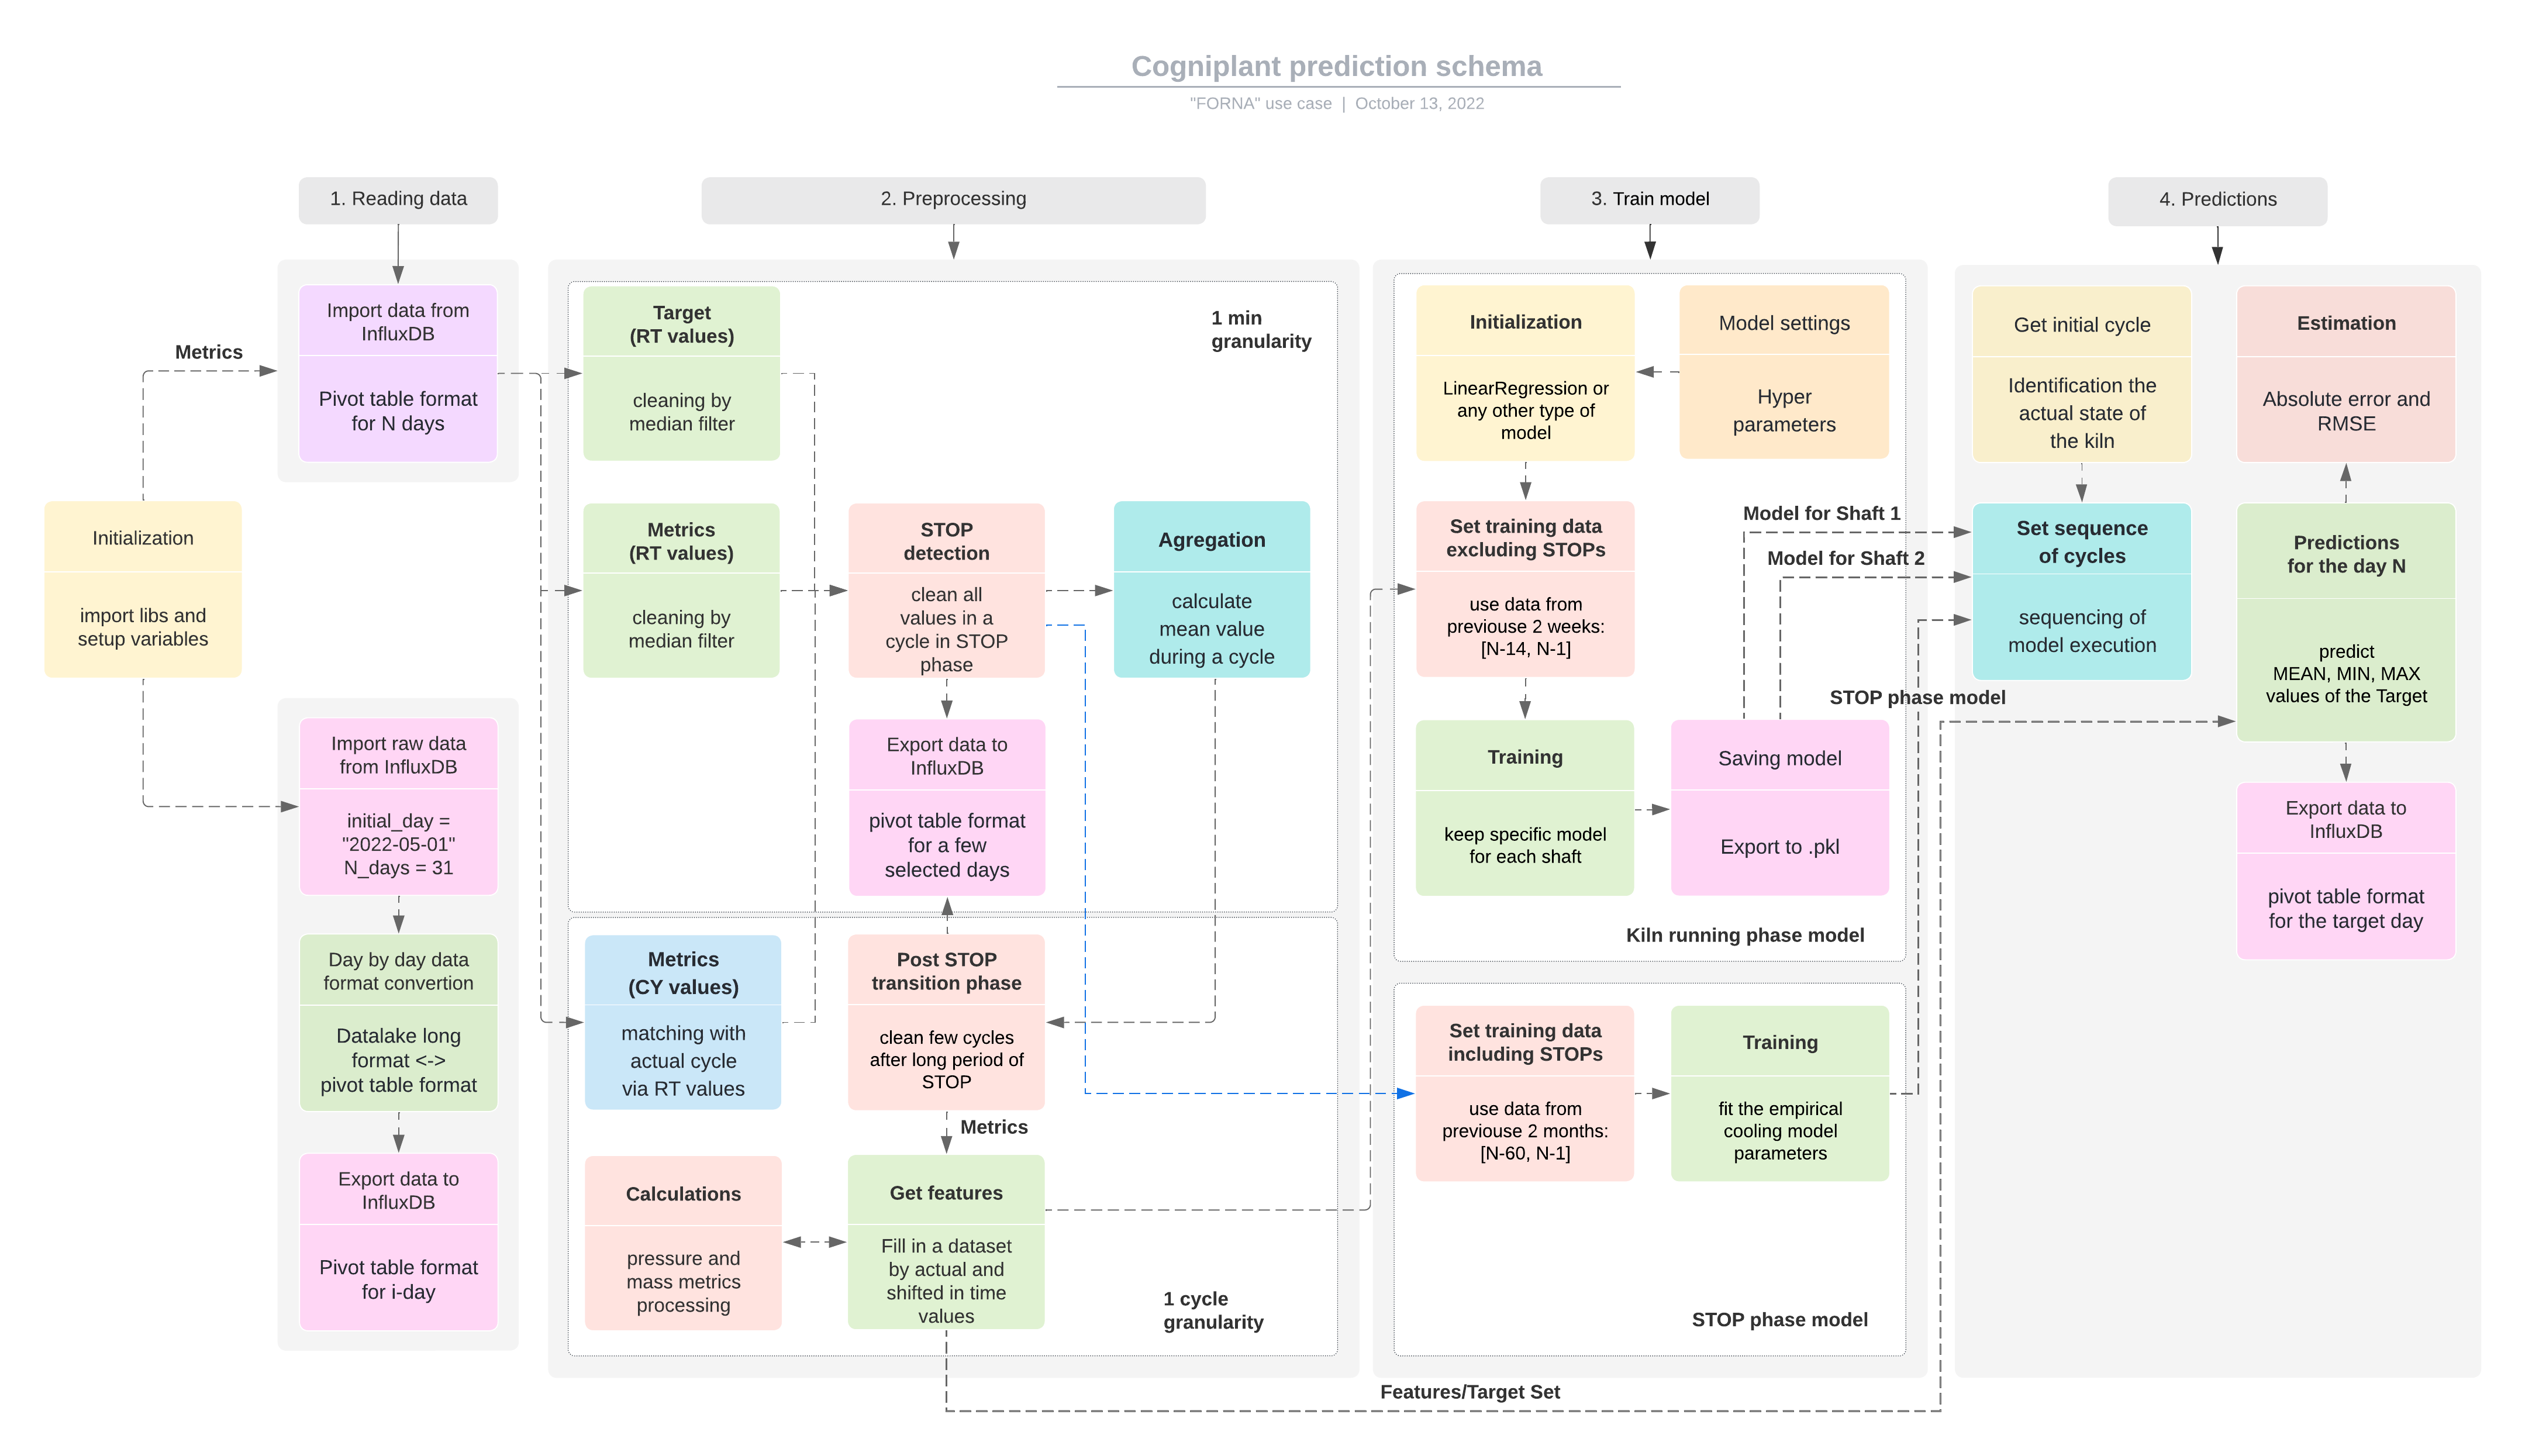 Cogniplant prediction schema
"FORNA" use case | October 13, 2022
1. Reading data
2. Preprocessing
3. Train model
4. Predictions
Metrics
Initialization
import libs and
setup variables
Import data from
InfluxDB
Pivot table format
for N days
Import raw data
from InfluxDB
initial_day =
"2022-05-01"
N_days = 31
Day by day data
format convertion
Datalake long
format <->
pivot table format
Export data to
InfluxDB
Pivot table format
for i-day
1 min
granularity
Target
(RT values)
cleaning by
median filter
Metrics
(RT values)
cleaning by
median filter
STOP
detection
clean all
values in a
cycle in STOP
phase
Agregation
calculate
mean value
during a cycle
Export data to
InfluxDB
pivot table format
for a few
selected days
Metrics
(CY values)
matching with
actual cycle
via RT values
Post STOP
transition phase
clean few cycles
after long period of
STOP
Metrics
Calculations
pressure and
mass metrics
processing
Get features
Fill in a dataset
by actual and
shifted in time
values
1 cycle
granularity
Initialization
LinearRegression or
any other type of
model
Model settings
Hyper
parameters
Set training data
excluding STOPs
use data from
previouse 2 weeks:
[N-14, N-1]
Training
keep specific model
for each shaft
Saving model
Export to .pkl
Kiln running phase model
Model for Shaft 1
Model for Shaft 2
STOP phase model
Set training data
including STOPs
use data from
previouse 2 months:
[N-60, N-1]
Training
fit the empirical
cooling model
parameters
STOP phase model
Features/Target Set
Get initial cycle
Identification the
actual state of
the kiln
Set sequence
of cycles
sequencing of
model execution
Estimation
Absolute error and
RMSE
Predictions
for the day N
predict
MEAN, MIN, MAX
values of the Target
Export data to
InfluxDB
pivot table format
for the target day